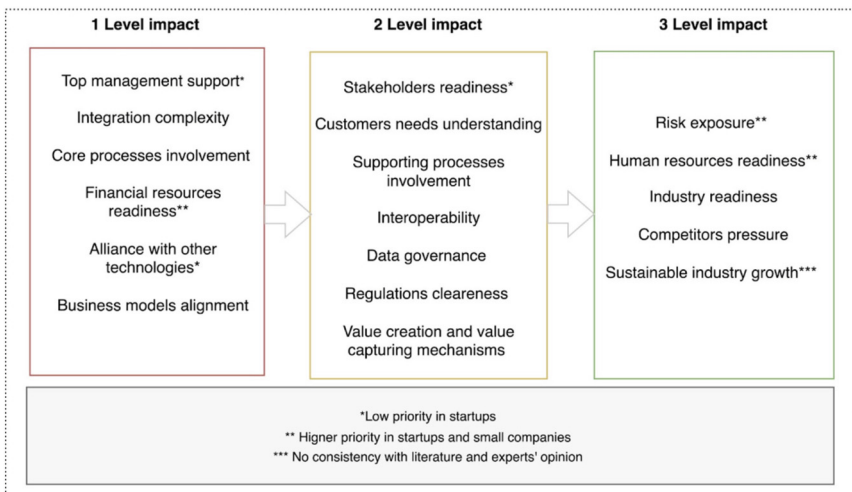 1 Level impact
Top management support*
Integration complexity
Core processes involvement
Financial resources
readiness**
Alliance with other
technologies*
Business models alignment
2 Level impact
Stakeholders readiness*
Customers needs understanding
Supporting processes
involvement
Interoperability
Data governance
Regulations cleareness
Value creation and value
capturing mechanisms
3 Level impact
Risk exposure**
Human resources readiness**
Industry readiness
Competitors pressure
Sustainable industry growth***
*Low priority in startups
** Higner priority in startups and small companies
*** No consistency with literature and experts' opinion